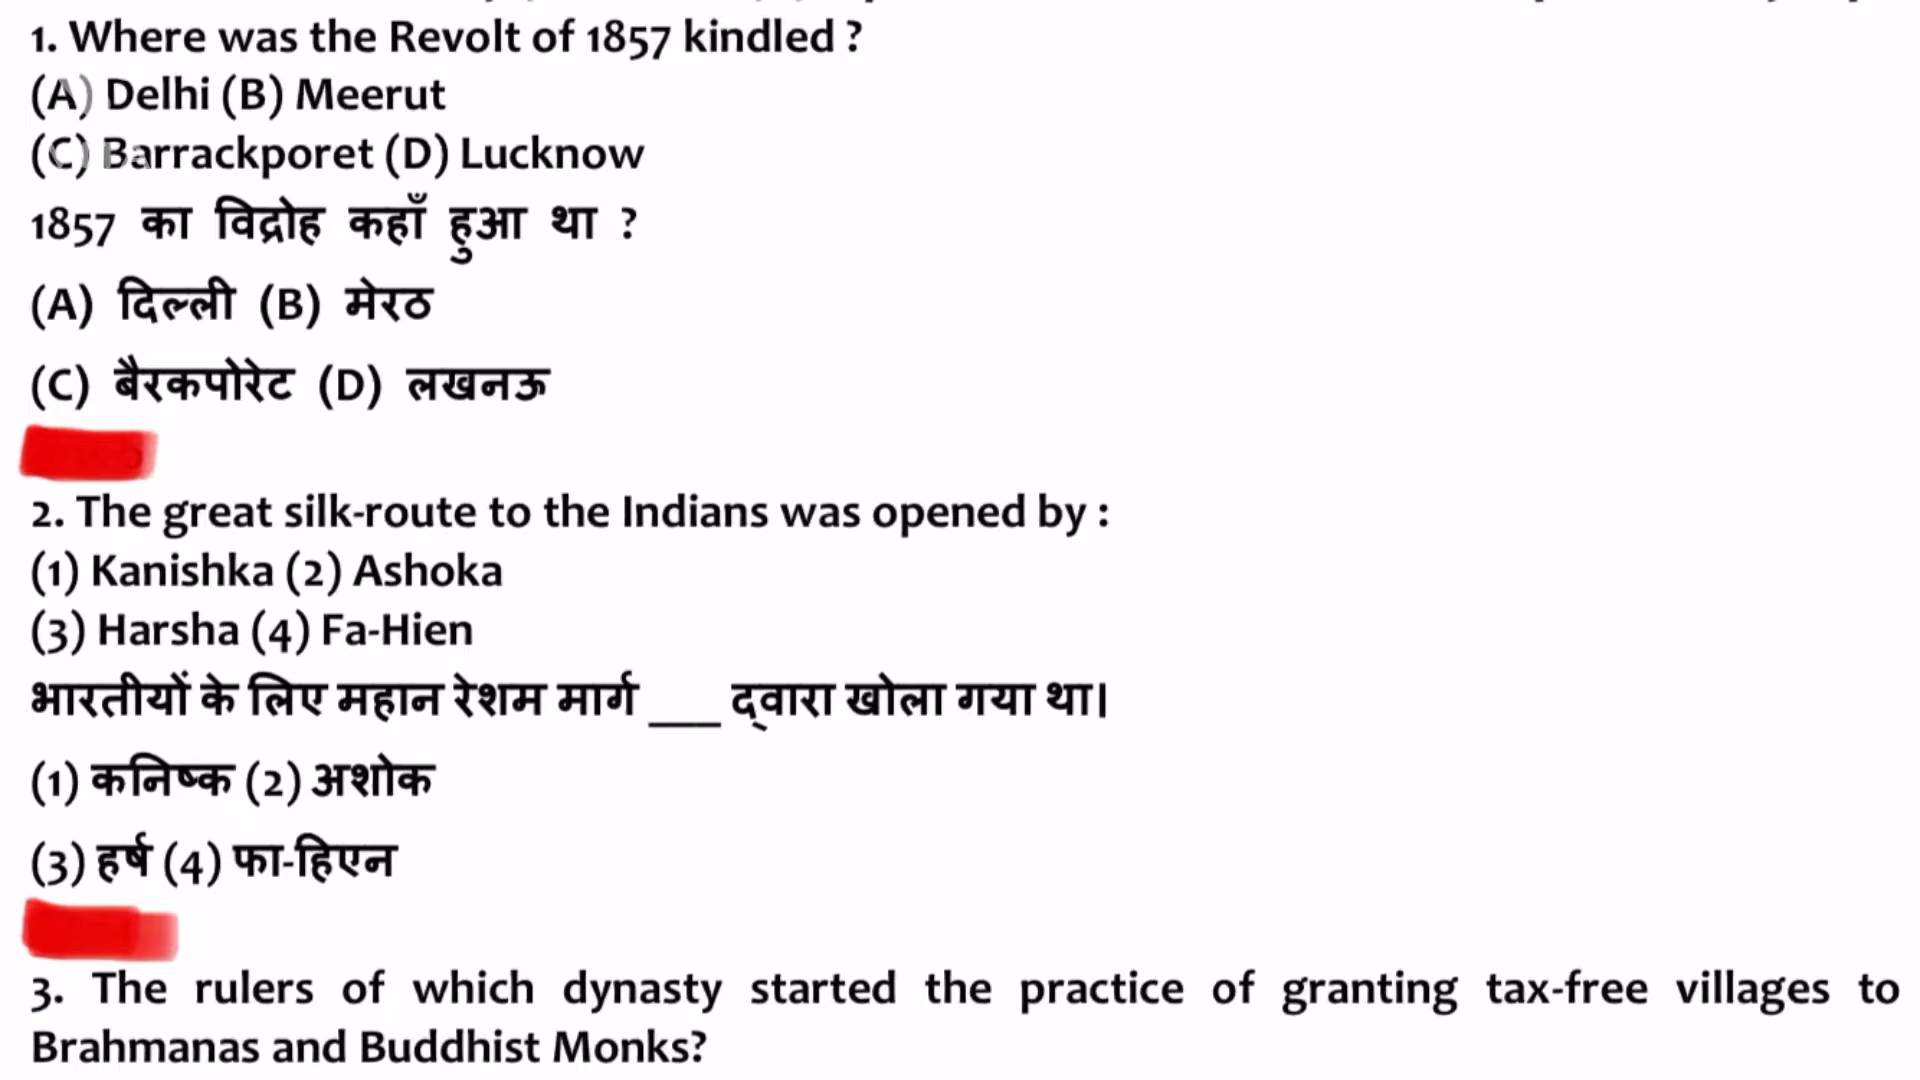 1. Where was the Revolt of 1857 kindled ?
(A) Delhi (B) Meerut
(C) Barrackporet (D) Lucknow
1857 का विद्रोह कहाँ हुआ था ?
(A) दिल्ली (B) मेरठ
(C) बैरकपोरेट (D) लखनऊ
2. The great silk-route to the Indians was opened by :
(1) Kanishka (2) Ashoka
(3) Harsha (4) Fa-Hien
भारतीयों के लिए महान रेशम मार्ग ___ द्वारा खोला गया था।
(1) कनिष्क (2) अशोक
(3) हर्ष (4) फा-हिएन
3. The rulers of which dynasty started the practice of granting tax-free villages to
Brahmanas and Buddhist Monks?